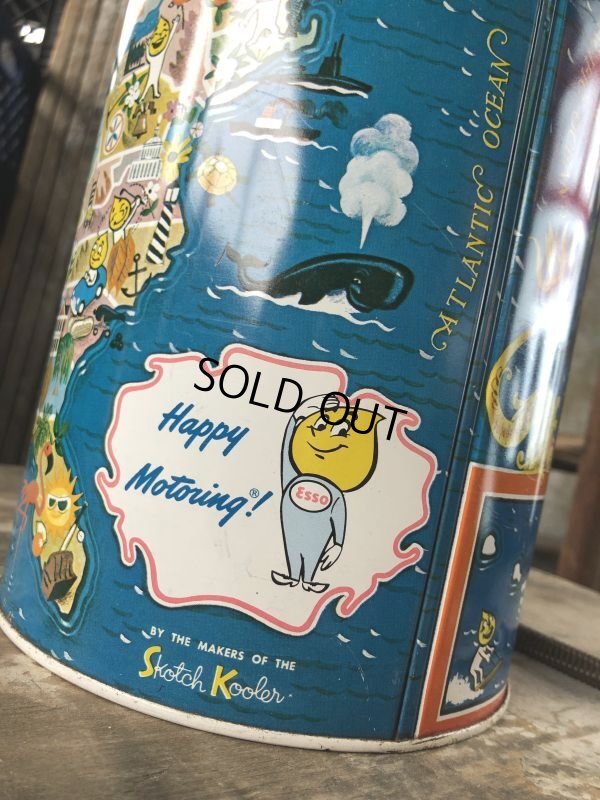 ATLANTIC OCEAN
SOLD OUT
Happy
Motoring!®
Esso
BY THE MAKERS OF THE
Skotch Kooler